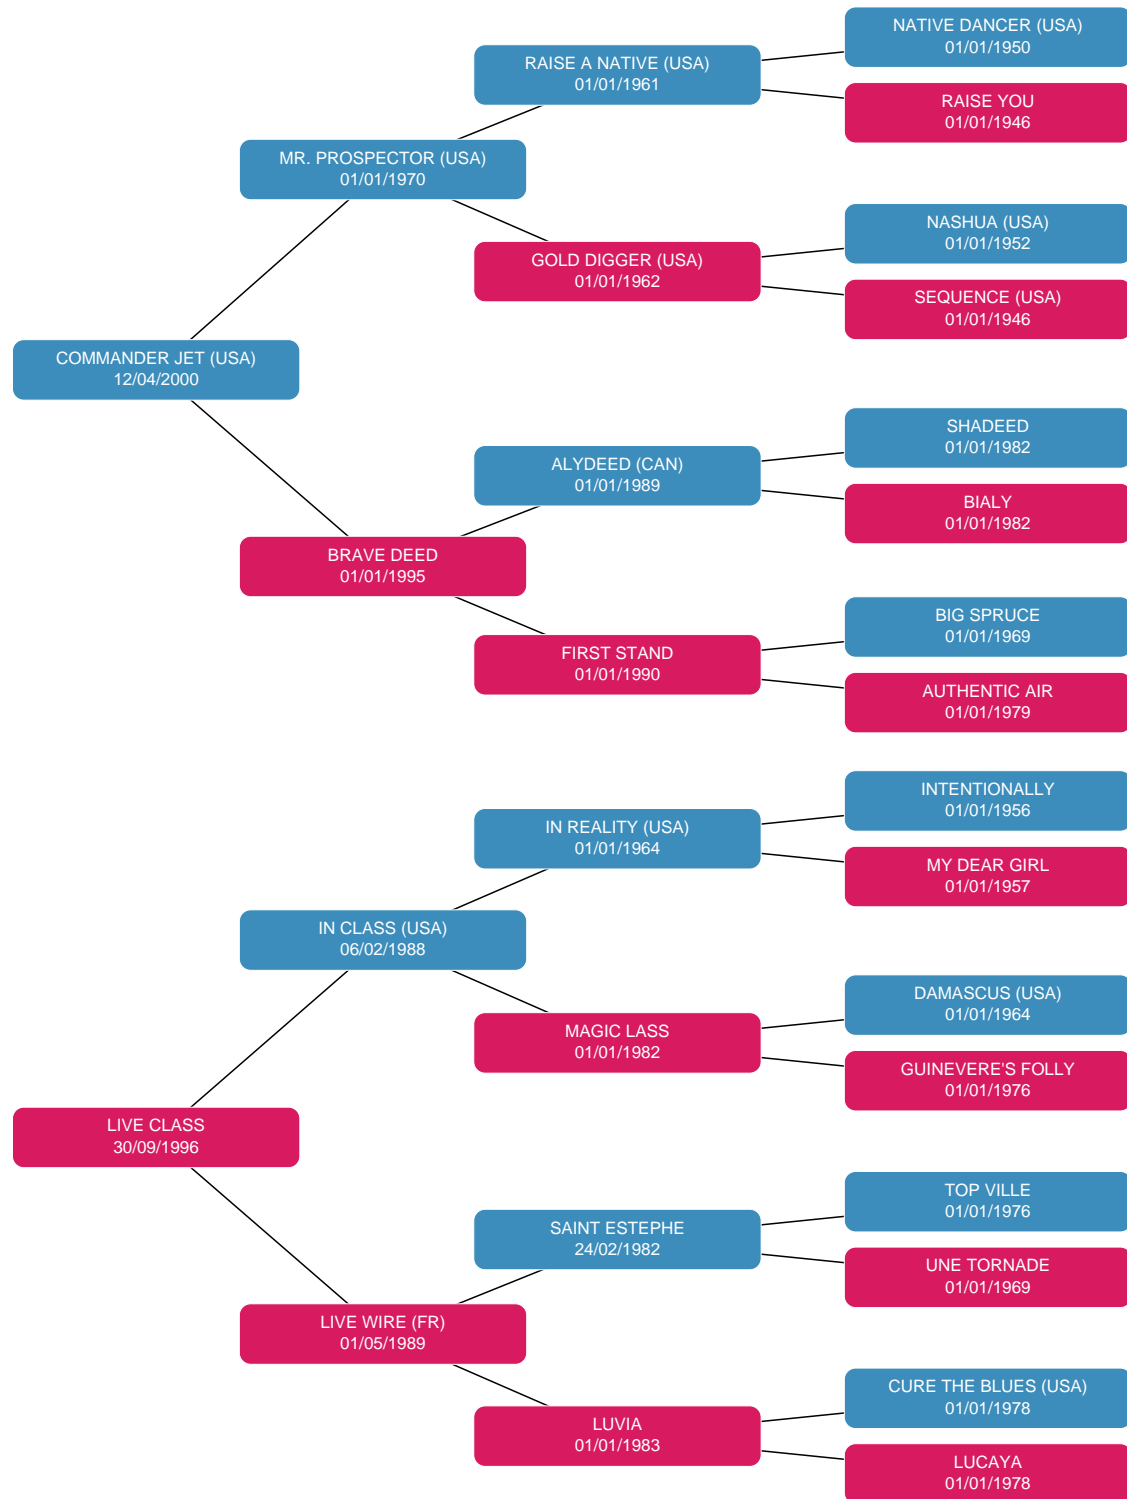 NATIVE DANCER (USA)
01/01/1950
RAISE A NATIVE (USA)
01/01/1961
RAISE YOU
01/01/1946
MR. PROSPECTOR (USA)
01/01/1970
NASHUA (USA)
01/01/1952
GOLD DIGGER (USA)
01/01/1962
SEQUENCE (USA)
01/01/1946
COMMANDER JET (USA)
12/04/2000
SHADEED
01/01/1982
ALYDEED (CAN)
01/01/1989
BIALY
01/01/1982
BRAVE DEED
01/01/1995
BIG SPRUCE
01/01/1969
FIRST STAND
01/01/1990
AUTHENTIC AIR
01/01/1979
INTENTIONALLY
01/01/1956
IN REALITY (USA)
01/01/1964
MY DEAR GIRL
01/01/1957
IN CLASS (USA)
06/02/1988
DAMASCUS (USA)
01/01/1964
MAGIC LASS
01/01/1982
GUINEVERE'S FOLLY
01/01/1976
LIVE CLASS
30/09/1996
TOP VILLE
01/01/1976
SAINT ESTEPHE
24/02/1982
UNE TORNADE
01/01/1969
LIVE WIRE (FR)
01/05/1989
CURE THE BLUES (USA)
01/01/1978
LUVIA
01/01/1983
LUCAYA
01/01/1978